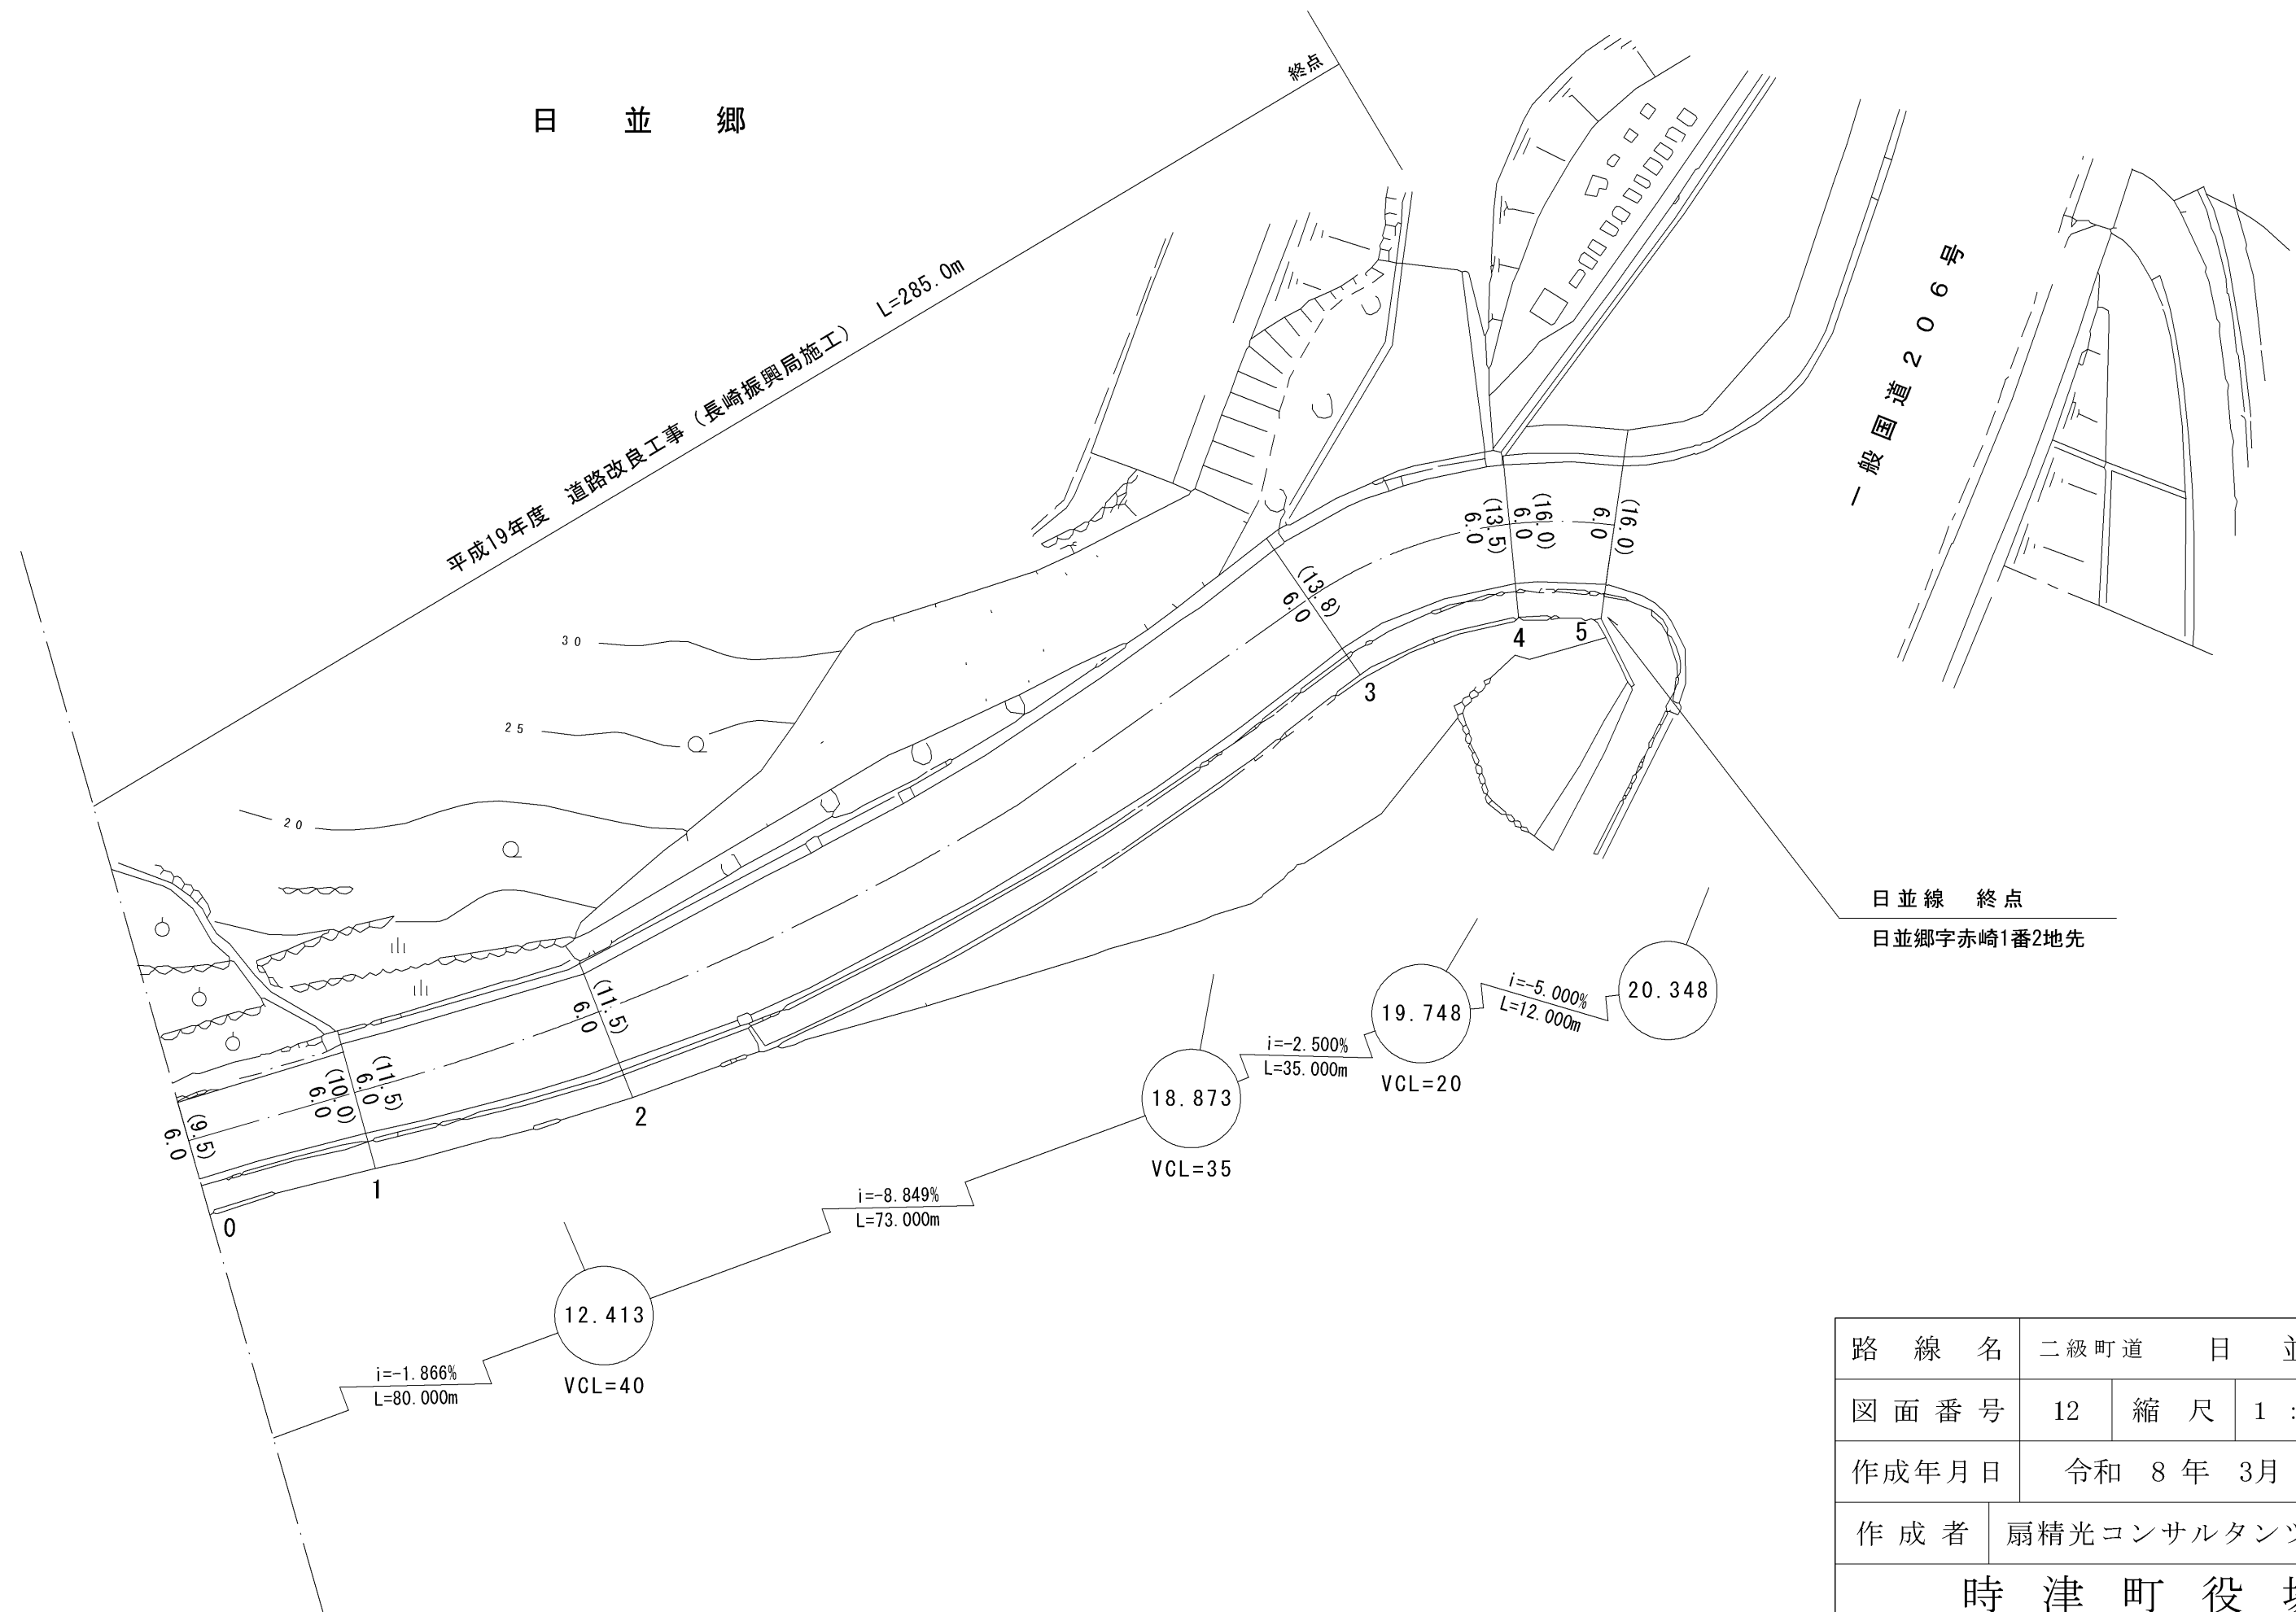 日並郷
終点
平成19年度 道路改良工事（長崎振興局施工） L=285.0m
一般国道206号
30
25
20
(9.5)
6.0
(10.0)
6.0
(11.5)
6.0
(11.5)
6.0
(13.8)
6.0
(13.5)
6.0
(16.0)
6.0
(16.0)
6.0
0
1
2
3
4
5
日並線 終点
日並郷字赤崎1番2地先
i=-1.866%
L=80.000m
12.413
VCL=40
i=-8.849%
L=73.000m
18.873
VCL=35
i=-2.500%
L=35.000m
19.748
VCL=20
i=-5.000%
L=12.000m
20.348
路線名 二級町道 日並
図面番号 12 縮尺 1 :
作成年月日 令和 8年 3月
作成者 扇精光コンサルタンツ
時津町役場